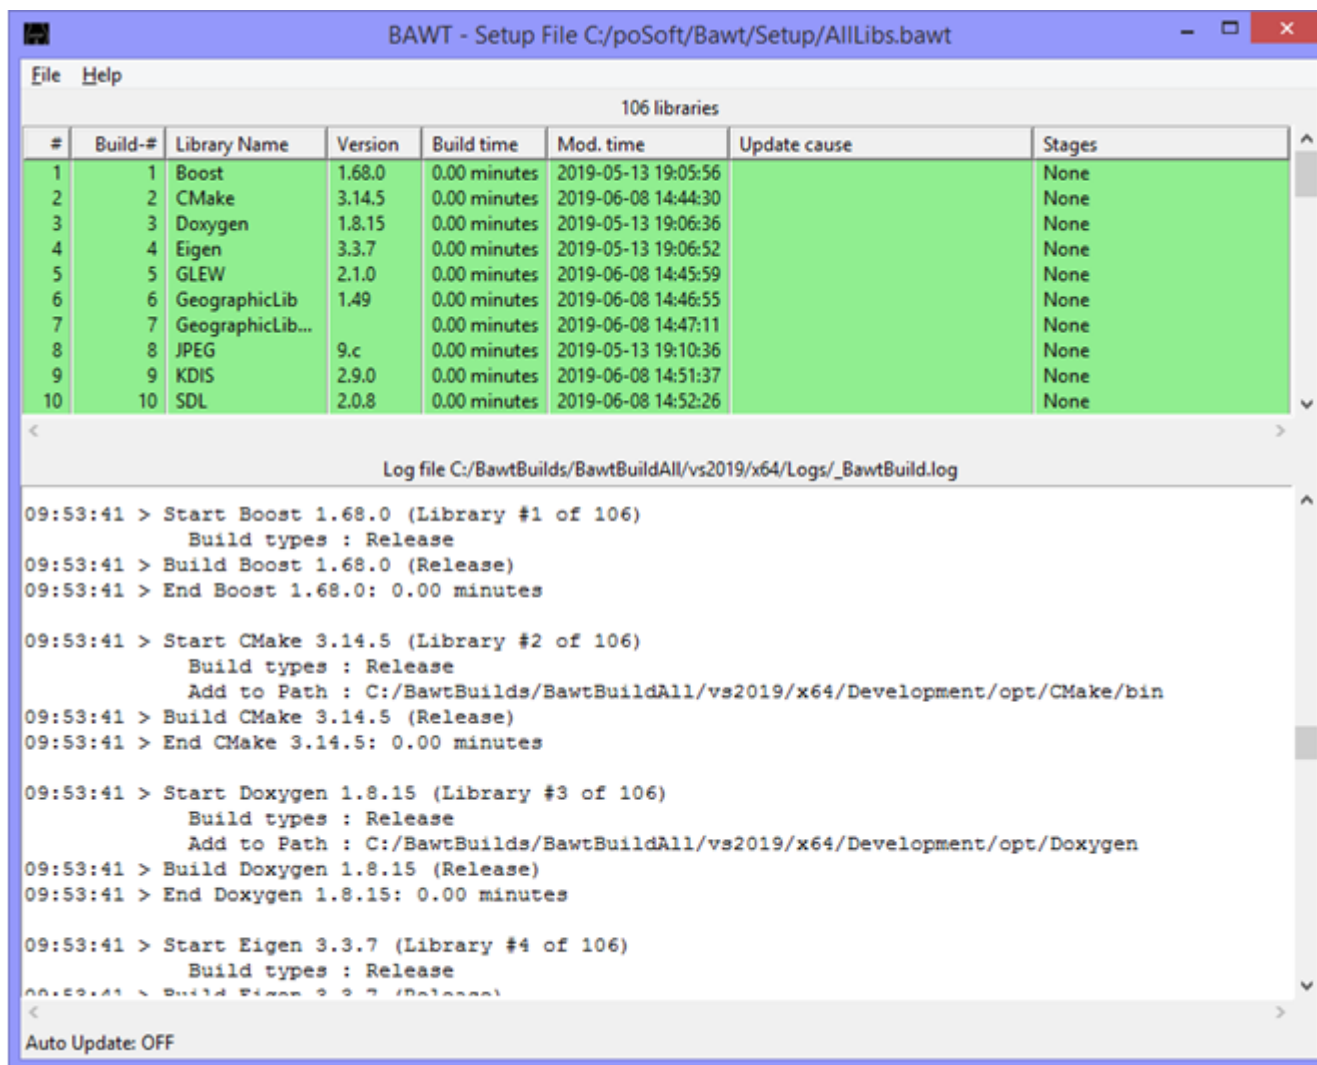 BAWT - Setup File C:/poSoft/Bawt/Setup/AllLibs.bawt
File Help
106 libraries
# Build-# Library Name Version Build time Mod. time Update cause Stages
1 1 Boost 1.68.0 0.00 minutes 2019-05-13 19:05:56 None
2 2 CMake 3.14.5 0.00 minutes 2019-06-08 14:44:30 None
3 3 Doxygen 1.8.15 0.00 minutes 2019-05-13 19:06:36 None
4 4 Eigen 3.3.7 0.00 minutes 2019-05-13 19:06:52 None
5 5 GLEW 2.1.0 0.00 minutes 2019-06-08 14:45:59 None
6 6 GeographicLib 1.49 0.00 minutes 2019-06-08 14:46:55 None
7 7 GeographicLib... 0.00 minutes 2019-06-08 14:47:11 None
8 8 JPEG 9.c 0.00 minutes 2019-05-13 19:10:36 None
9 9 KDIS 2.9.0 0.00 minutes 2019-06-08 14:51:37 None
10 10 SDL 2.0.8 0.00 minutes 2019-06-08 14:52:26 None
Log file C:/BawtBuilds/BawtBuildAll/vs2019/x64/Logs/_BawtBuild.log
09:53:41 > Start Boost 1.68.0 (Library #1 of 106)
Build types : Release
09:53:41 > Build Boost 1.68.0 (Release)
09:53:41 > End Boost 1.68.0: 0.00 minutes
09:53:41 > Start CMake 3.14.5 (Library #2 of 106)
Build types : Release
Add to Path : C:/BawtBuilds/BawtBuildAll/vs2019/x64/Development/opt/CMake/bin
09:53:41 > Build CMake 3.14.5 (Release)
09:53:41 > End CMake 3.14.5: 0.00 minutes
09:53:41 > Start Doxygen 1.8.15 (Library #3 of 106)
Build types : Release
Add to Path : C:/BawtBuilds/BawtBuildAll/vs2019/x64/Development/opt/Doxygen
09:53:41 > Build Doxygen 1.8.15 (Release)
09:53:41 > End Doxygen 1.8.15: 0.00 minutes
09:53:41 > Start Eigen 3.3.7 (Library #4 of 106)
Build types : Release
09:53:41 > Build Eigen 3.3.7 (Release)
Auto Update: OFF